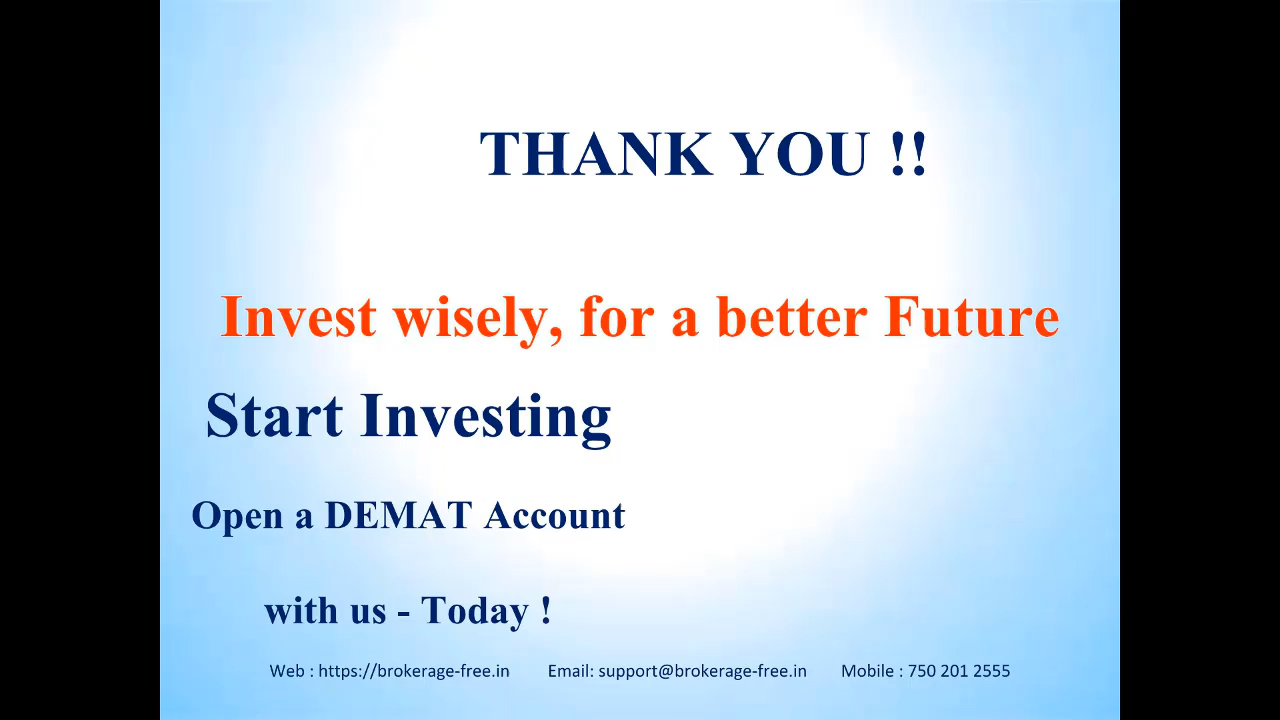 THANK YOU !!
Invest wisely, for a better Future
Start Investing
Open a DEMAT Account
with us - Today !
Web : https://brokerage-free.in Email: support@brokerage-free.in Mobile : 750 201 2555